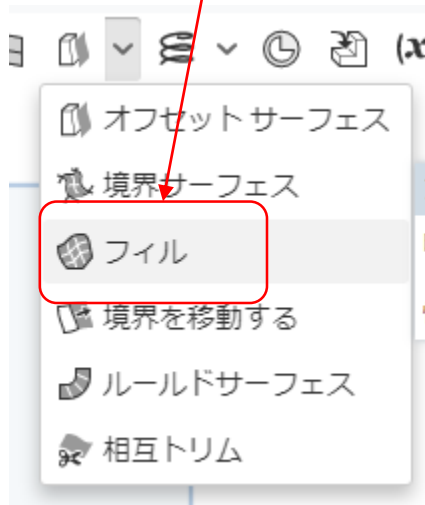 (x
オフセット サーフェス
境界サーフェス
フィル
境界を移動する
ルールドサーフェス
相互トリム